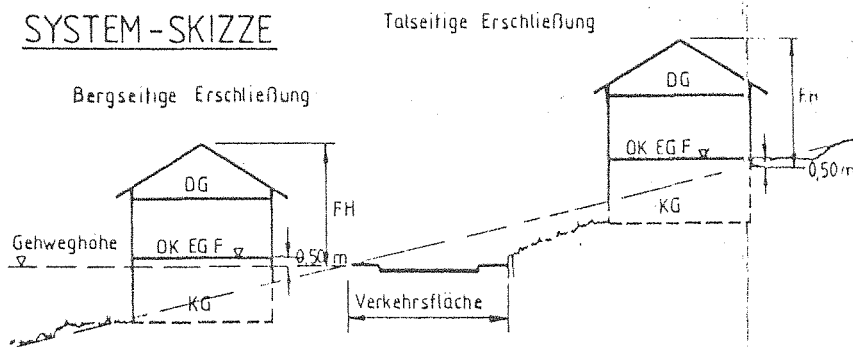 SYSTEM-SKIZZE
Talseitige Erschließung
Bergseitige Erschließung
DG
FH
OK EG F
0,50 m
KG
DG
FH
Gehweghöhe
OK EG F
0,50 m
KG
Verkehrsfläche